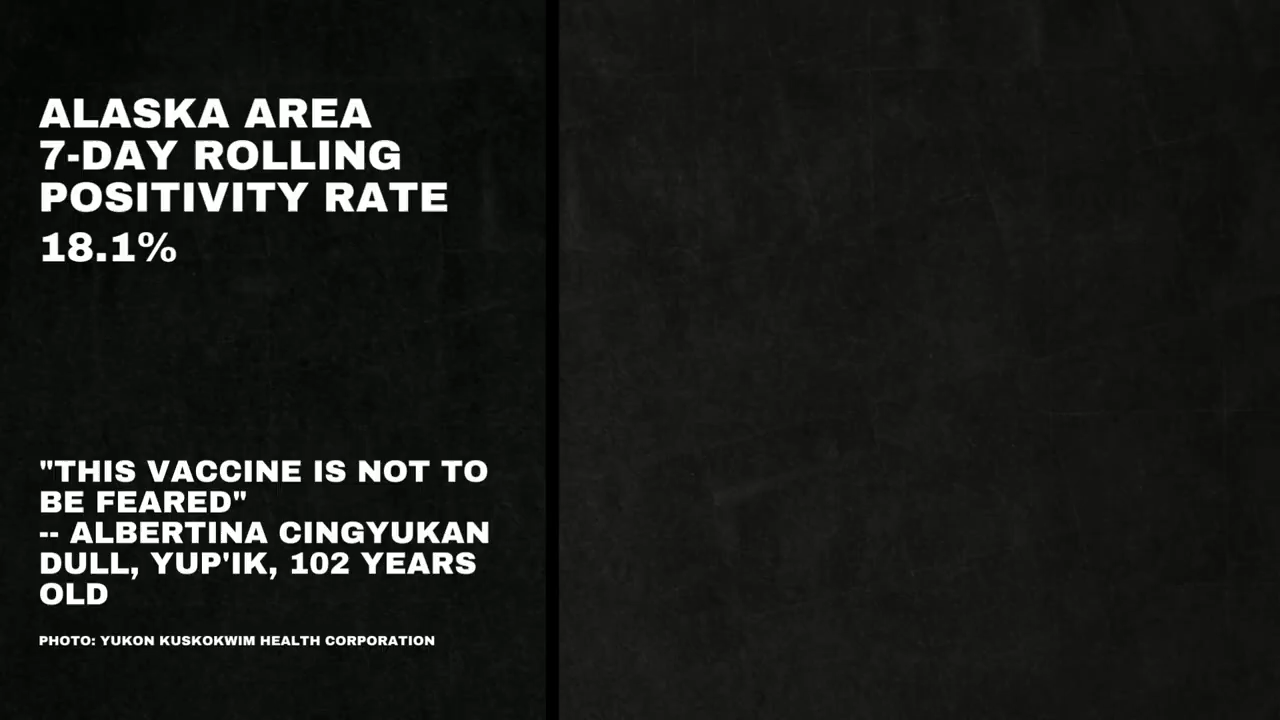 ALASKA AREA
7-DAY ROLLING
POSITIVITY RATE
18.1%
"THIS VACCINE IS NOT TO
BE FEARED"
-- ALBERTINA CINGYUKAN
DULL, YUP'IK, 102 YEARS
OLD
PHOTO: YUKON KUSKOKWIM HEALTH CORPORATION